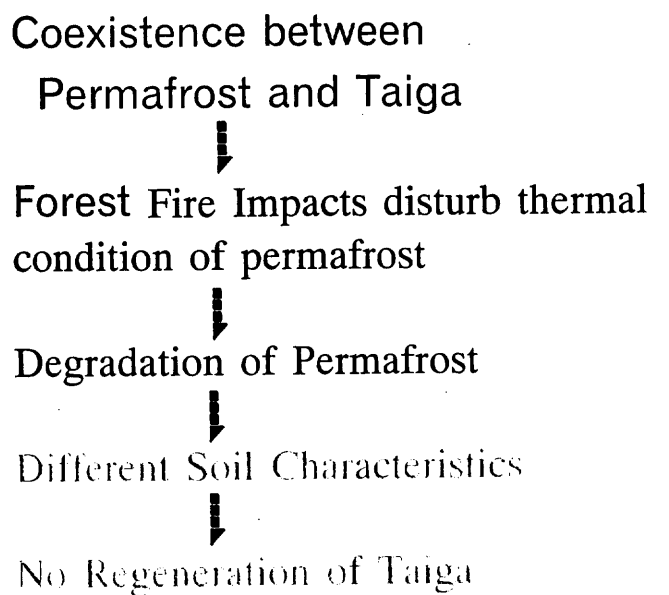 Coexistence between
Permafrost and Taiga
Forest Fire Impacts disturb thermal
condition of permafrost
Degradation of Permafrost
Different Soil Characteristics
No Regeneration of Taiga